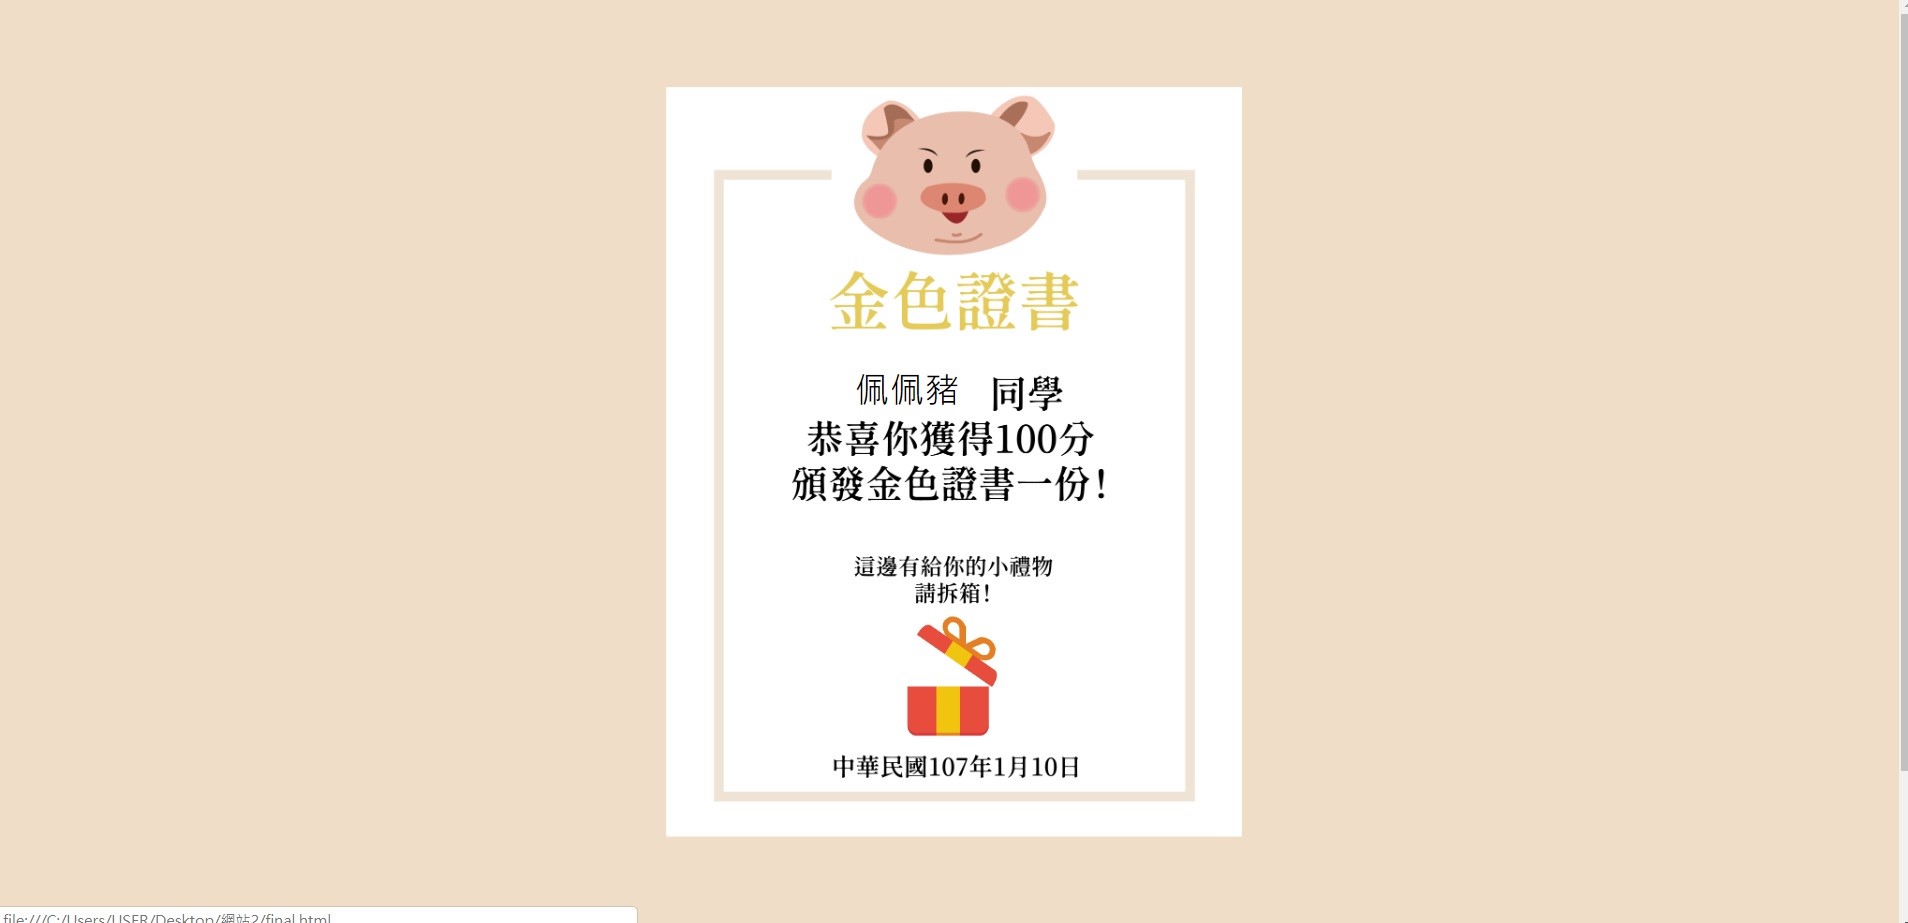 金色證書
佩佩豬 同學
恭喜你獲得100分
頒發金色證書一份！
這邊有給你的小禮物
請拆箱！
中華民國107年1月10日
file:///C:/Users/USER/Desktop/網站2/final.html